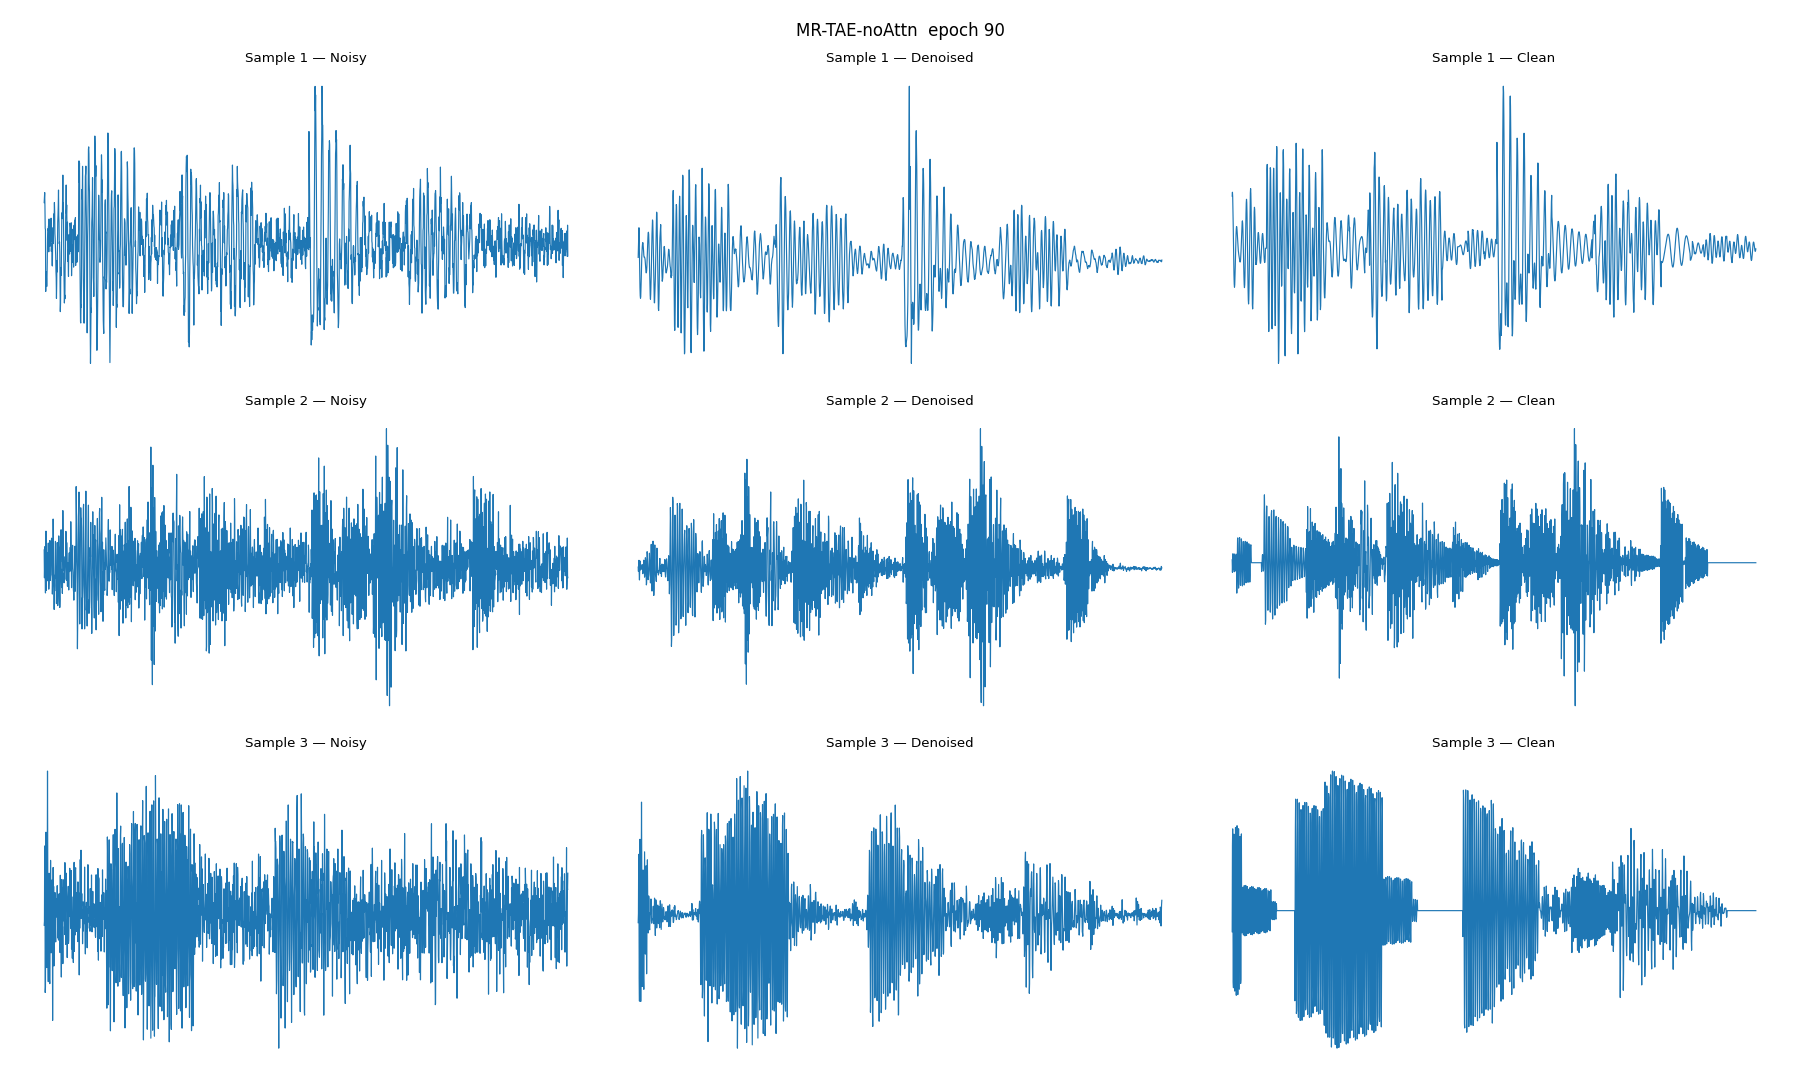 MR-TAE-noAttn  epoch 90
Sample 1 — Noisy
Sample 1 — Denoised
Sample 1 — Clean
Sample 2 — Noisy
Sample 2 — Denoised
Sample 2 — Clean
Sample 3 — Noisy
Sample 3 — Denoised
Sample 3 — Clean